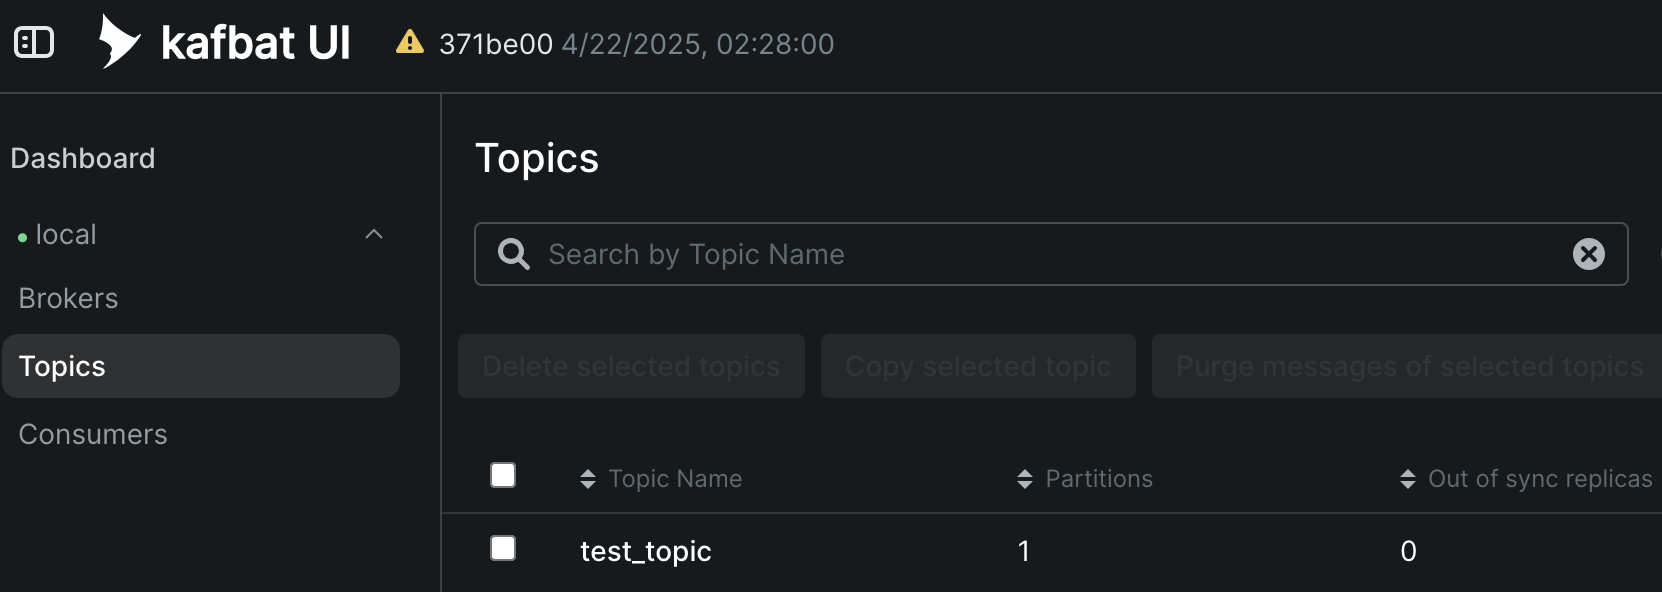 kafbat UI 371be00 4/22/2025, 02:28:00
Dashboard
local
Brokers
Topics
Consumers
Topics
Search by Topic Name
Delete selected topics Copy selected topic Purge messages of selected topics
Topic Name Partitions Out of sync replicas
test_topic 1 0